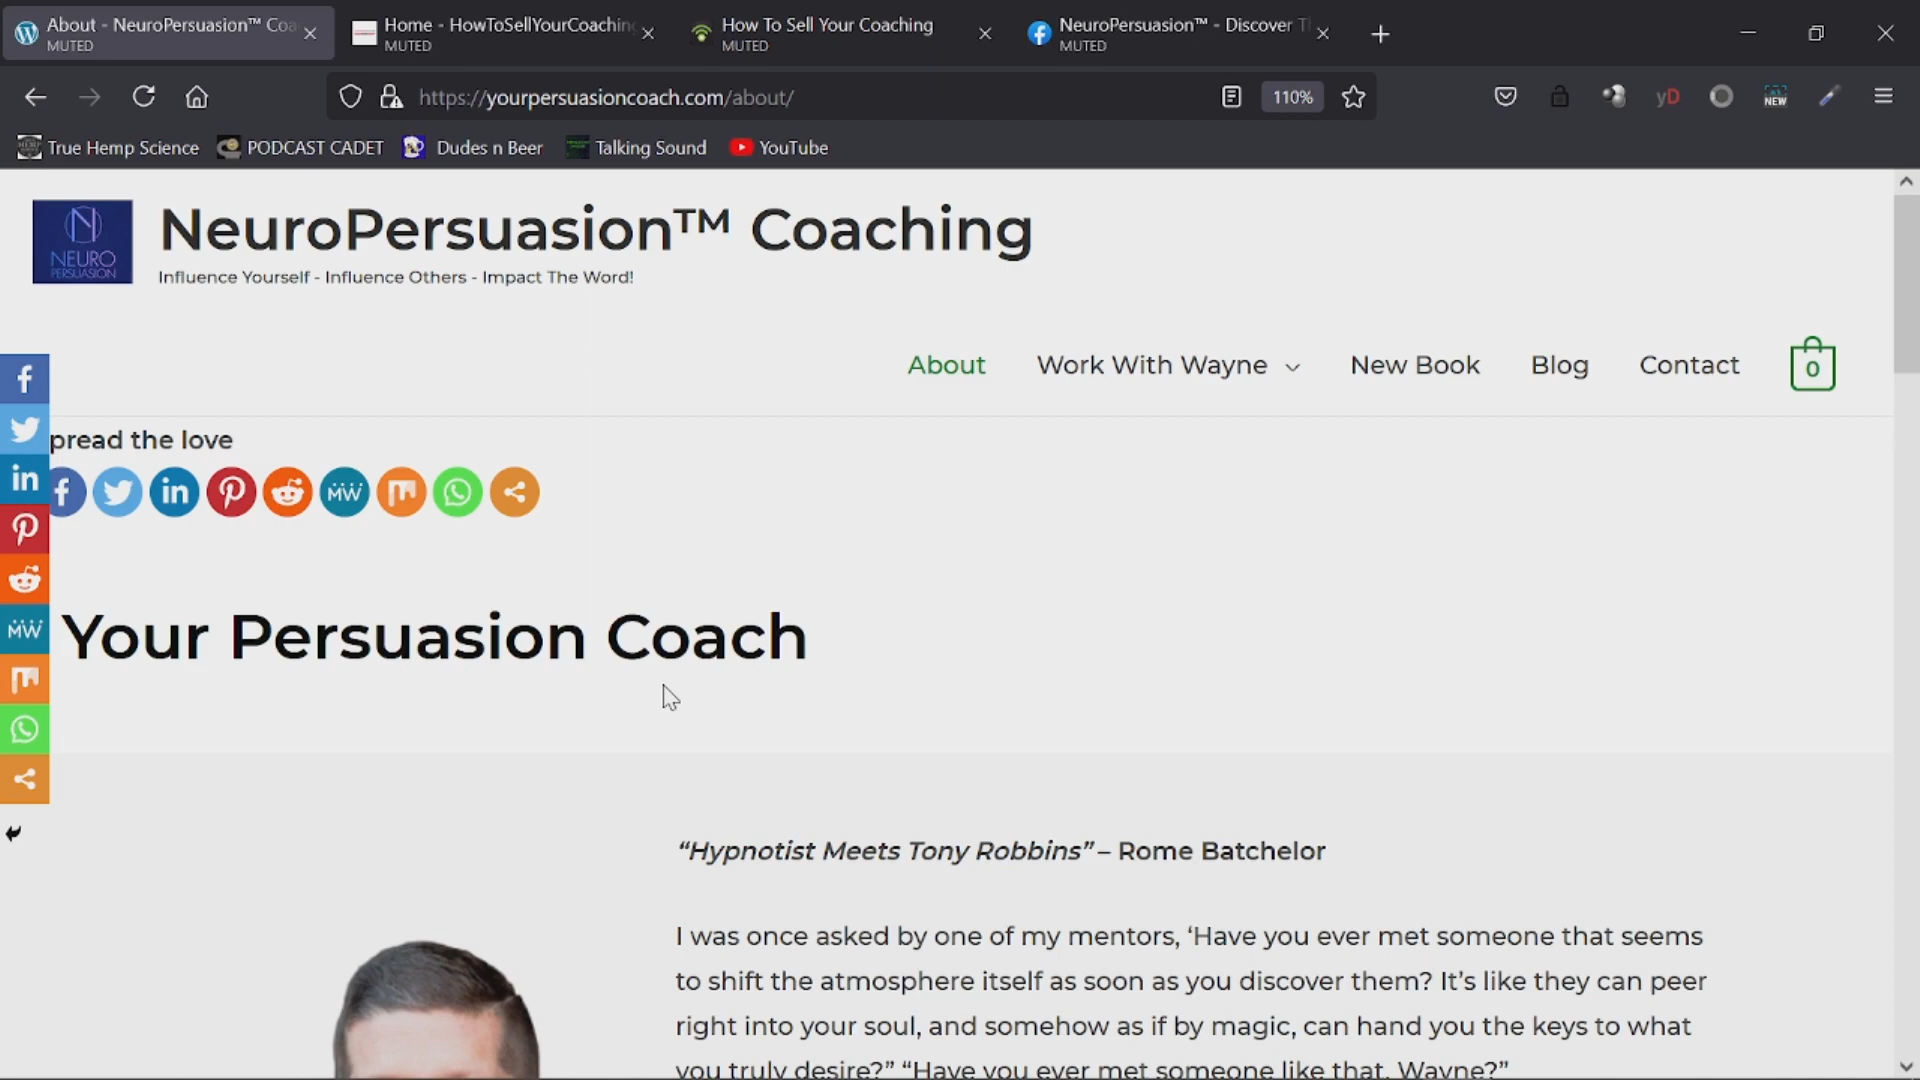 About - NeuroPersuasion™ Coa
MUTED
Home - HowToSellYourCoaching
MUTED
How To Sell Your Coaching
MUTED
NeuroPersuasion™ - Discover Th
MUTED
https://yourpersuasioncoach.com/about/
110%
yD
NEW
True Hemp Science
PODCAST CADET
Dudes n Beer
Talking Sound
YouTube
N
NEURO
PERSUASION
NeuroPersuasion™ Coaching
Influence Yourself - Influence Others - Impact The Word!
About
Work With Wayne
New Book
Blog
Contact
0
pread the love
MW
MW
Your Persuasion Coach
“Hypnotist Meets Tony Robbins” – Rome Batchelor
I was once asked by one of my mentors, ‘Have you ever met someone that seems
to shift the atmosphere itself as soon as you discover them? It’s like they can peer
right into your soul, and somehow as if by magic, can hand you the keys to what
you truly desire?” “Have you ever met someone like that, Wayne?”